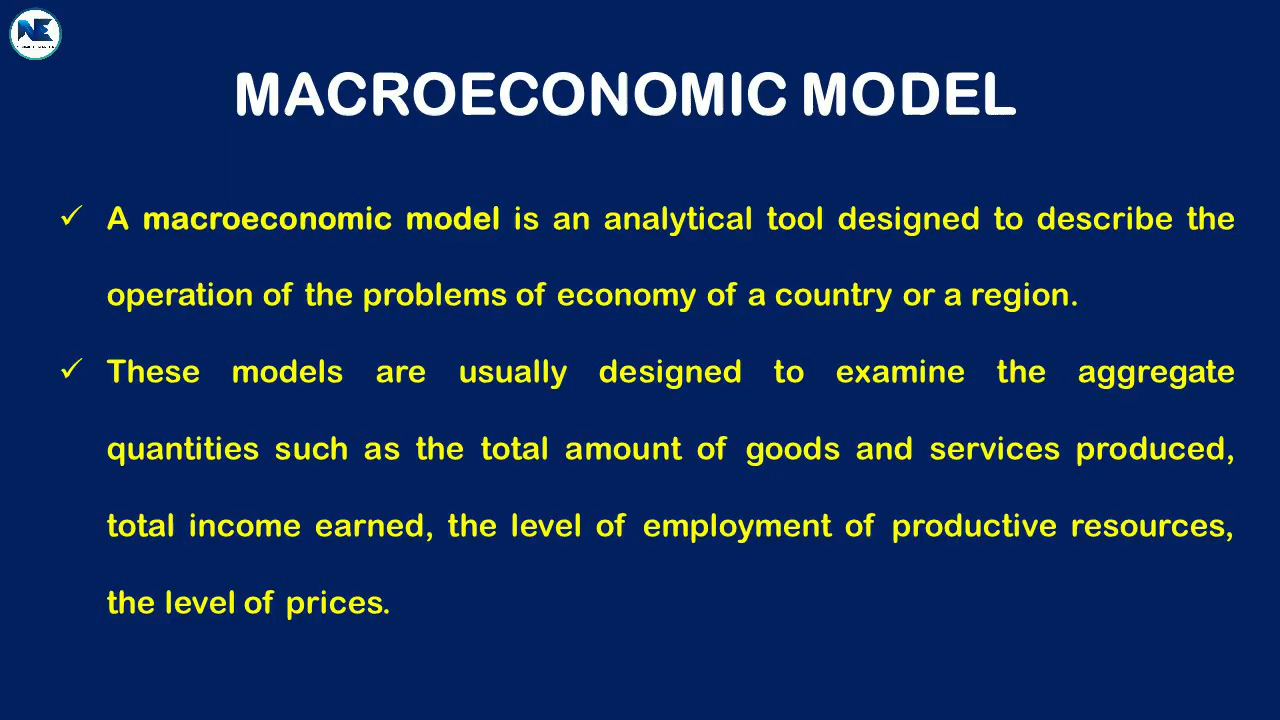 NE
MACROECONOMIC MODEL
✓ A macroeconomic model is an analytical tool designed to describe the
operation of the problems of economy of a country or a region.
✓ These models are usually designed to examine the aggregate
quantities such as the total amount of goods and services produced,
total income earned, the level of employment of productive resources,
the level of prices.